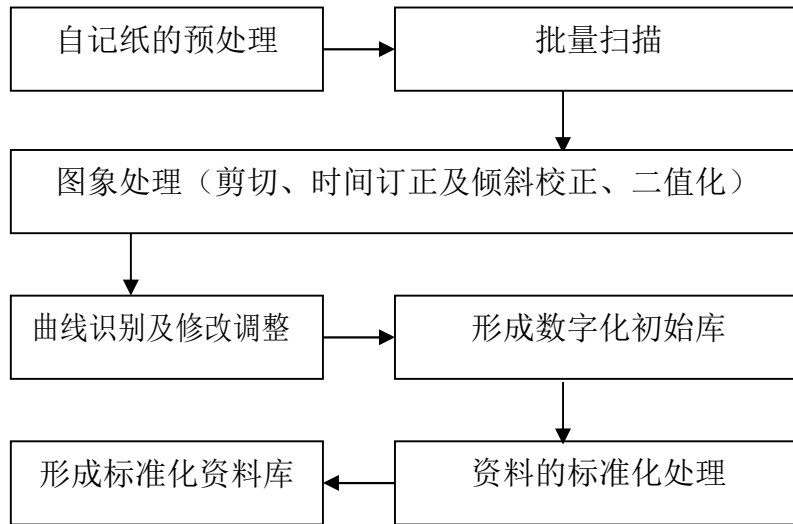 自记纸的预处理
批量扫描
图象处理（剪切、时间订正及倾斜校正、二值化）
曲线识别及修改调整
形成数字化初始库
形成标准化资料库
资料的标准化处理